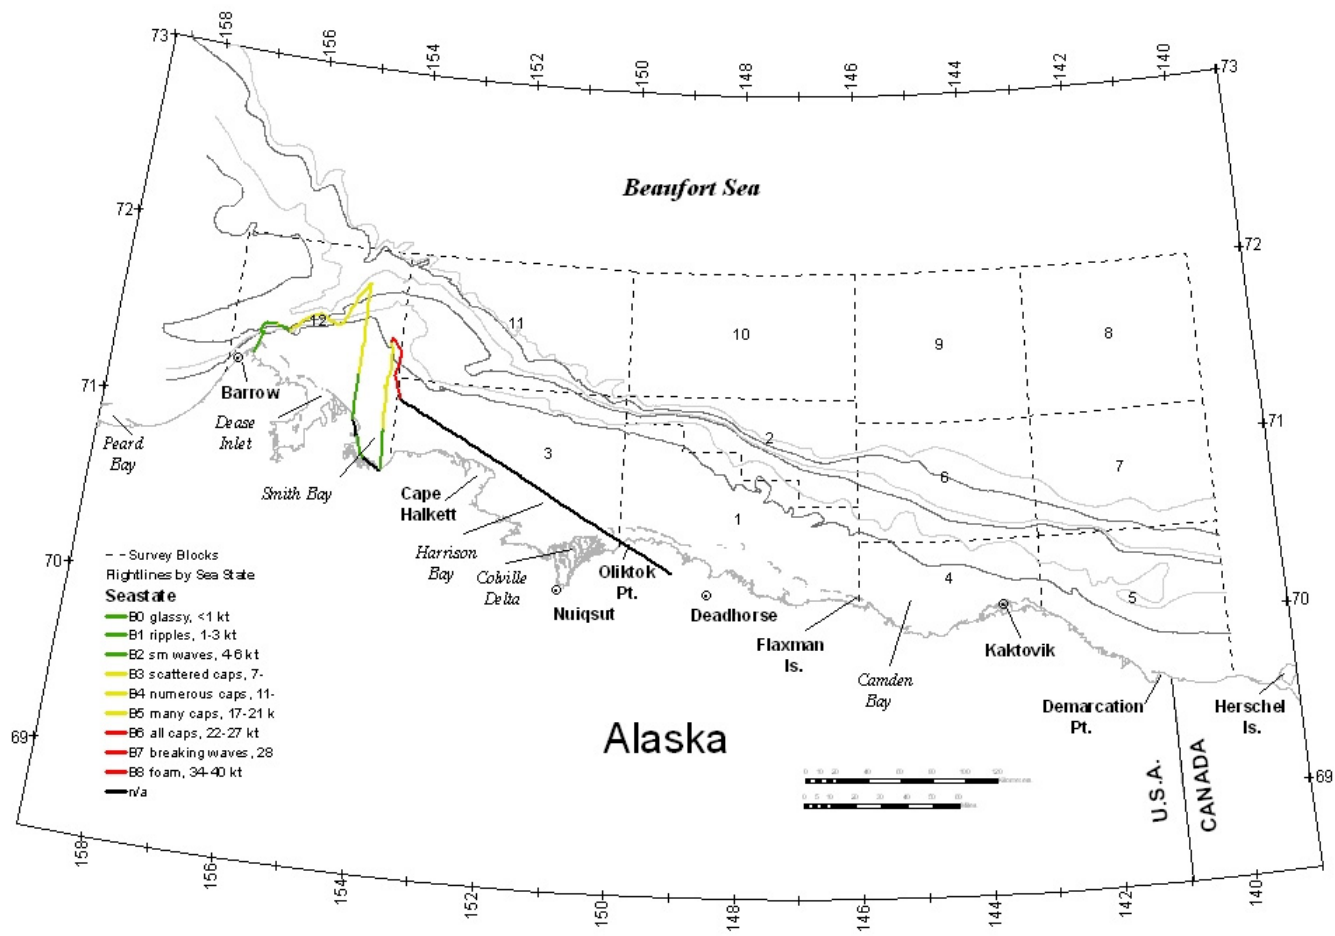 73
158
156
154
152
150
148
146
144
142
140
73
72
Beaufort Sea
72
12
11
10
9
8
71
Barrow
Dease
Inlet
Peard
Bay
Smith Bay
3
2
6
7
71
Cape
Halkett
1
Harrison
Bay
Colville
Delta
Oliktok
Pt.
Nuiqsut
Deadhorse
Flaxman
Is.
4
5
70
70
Kaktovik
Camden
Bay
Demarcation
Pt.
Herschel
Is.
Survey Blocks
Flightlines by Sea State
Seastate
B0 glassy, <1 kt
B1 ripples, 1-3 kt
B2 sm waves, 4-6 kt
B3 scattered caps, 7-
B4 numerous caps, 11-
B5 many caps, 17-21 k
B6 all caps, 22-27 kt
B7 breaking waves, 28
B8 foam, 34-40 kt
n/a
Alaska
U.S.A.
CANADA
69
69
158
156
154
152
150
148
146
144
142
140